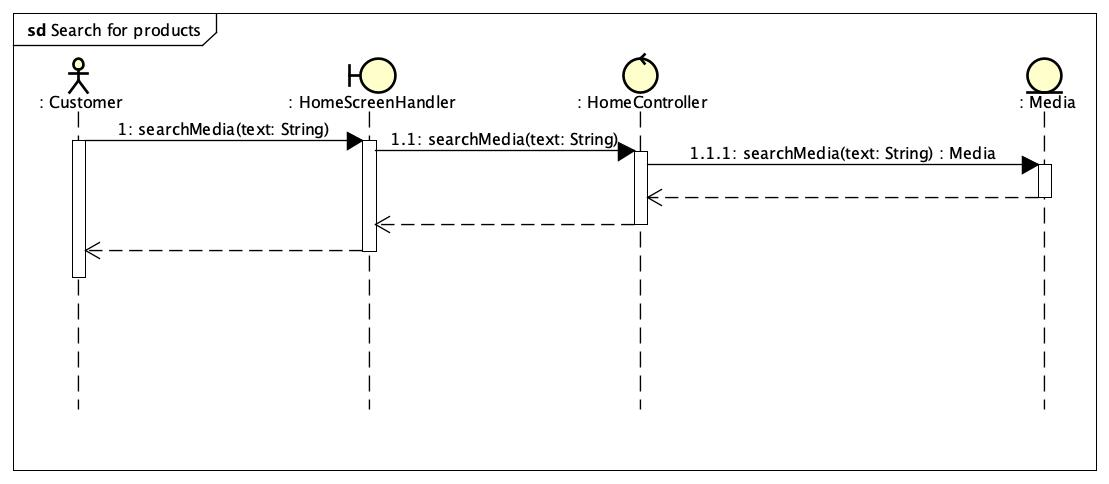 sd Search for products
: Customer
: HomeScreenHandler
: HomeController
: Media
1: searchMedia(text: String)
1.1: searchMedia(text: String)
1.1.1: searchMedia(text: String) : Media